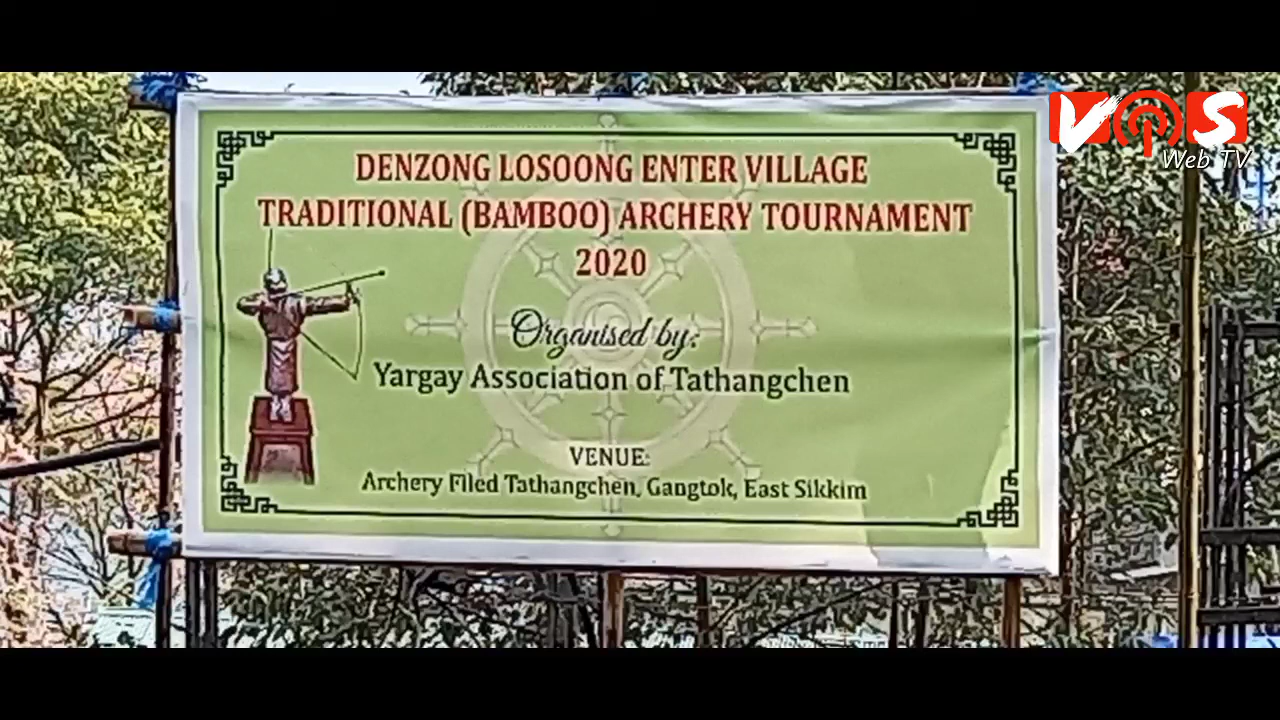 VOS
Web TV
DENZONG LOSOONG ENTER VILLAGE
TRADITIONAL (BAMBOO) ARCHERY TOURNAMENT
2020
Organised by:
Yargay Association of Tathangchen
VENUE:
Archery Filed Tathangchen, Gangtok, East Sikkim